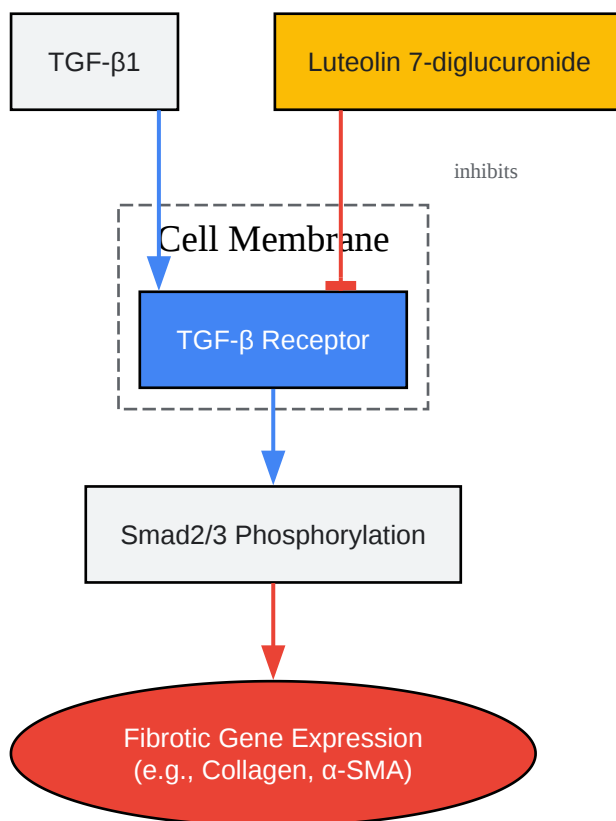 TGF-β1
Luteolin 7-diglucuronide
inhibits
Cell Membrane
TGF-β Receptor
Smad2/3 Phosphorylation
Fibrotic Gene Expression
(e.g., Collagen, α-SMA)